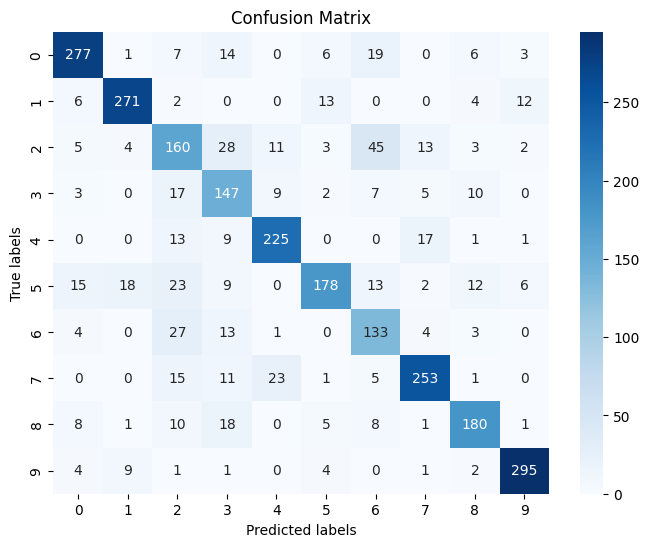 Confusion Matrix
0 277 1 7 14 0 6 19 0 6 3
1 6 271 2 0 0 13 0 0 4 12
2 5 4 160 28 11 3 45 13 3 2
3 3 0 17 147 9 2 7 5 10 0
4 0 0 13 9 225 0 0 17 1 1
5 15 18 23 9 0 178 13 2 12 6
6 4 0 27 13 1 0 133 4 3 0
7 0 0 15 11 23 1 5 253 1 0
8 8 1 10 18 0 5 8 1 180 1
9 4 9 1 1 0 4 0 1 2 295
0 1 2 3 4 5 6 7 8 9
Predicted labels
True labels
250
200
150
100
50
0